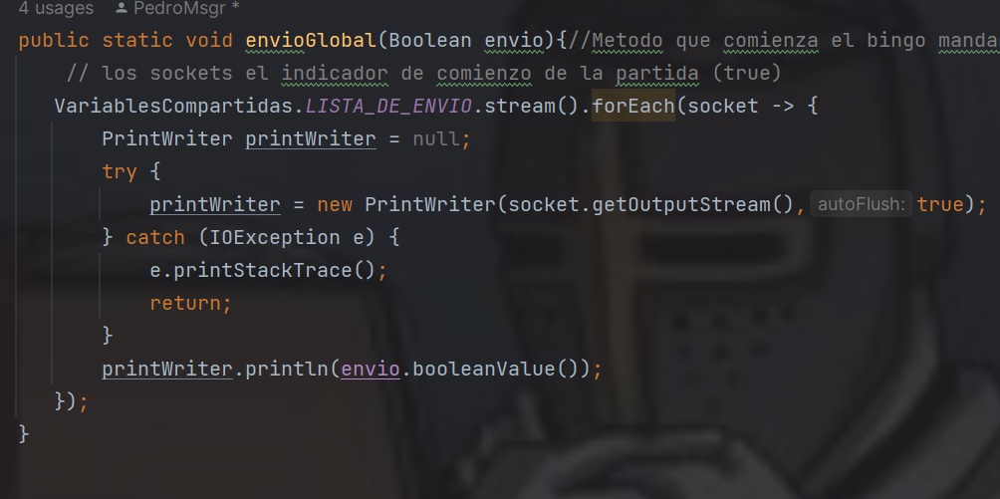 4 usages PedroMsgr *
public static void envioGlobal(Boolean envio){//Metodo que comienza el bingo manda
// los sockets el indicador de comienzo de la partida (true)
VariablesCompartidas.LISTA_DE_ENVIO.stream().forEach(socket -> {
PrintWriter printWriter = null;
try {
printWriter = new PrintWriter(socket.getOutputStream(), autoFlush: true);
} catch (IOException e) {
e.printStackTrace();
return;
}
printWriter.println(envio.booleanValue());
});
}